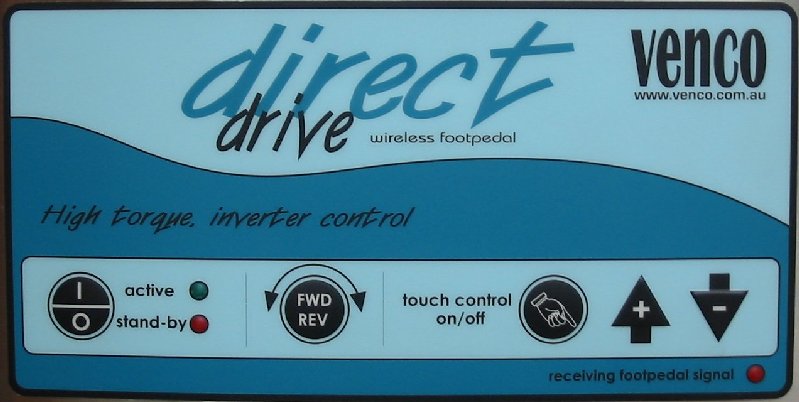 direct
drive
wireless footpedal
venco
www.venco.com.au
High torque, inverter control
I
O
active
stand-by
FWD
REV
touch control
on/off
+
-
receiving footpedal signal